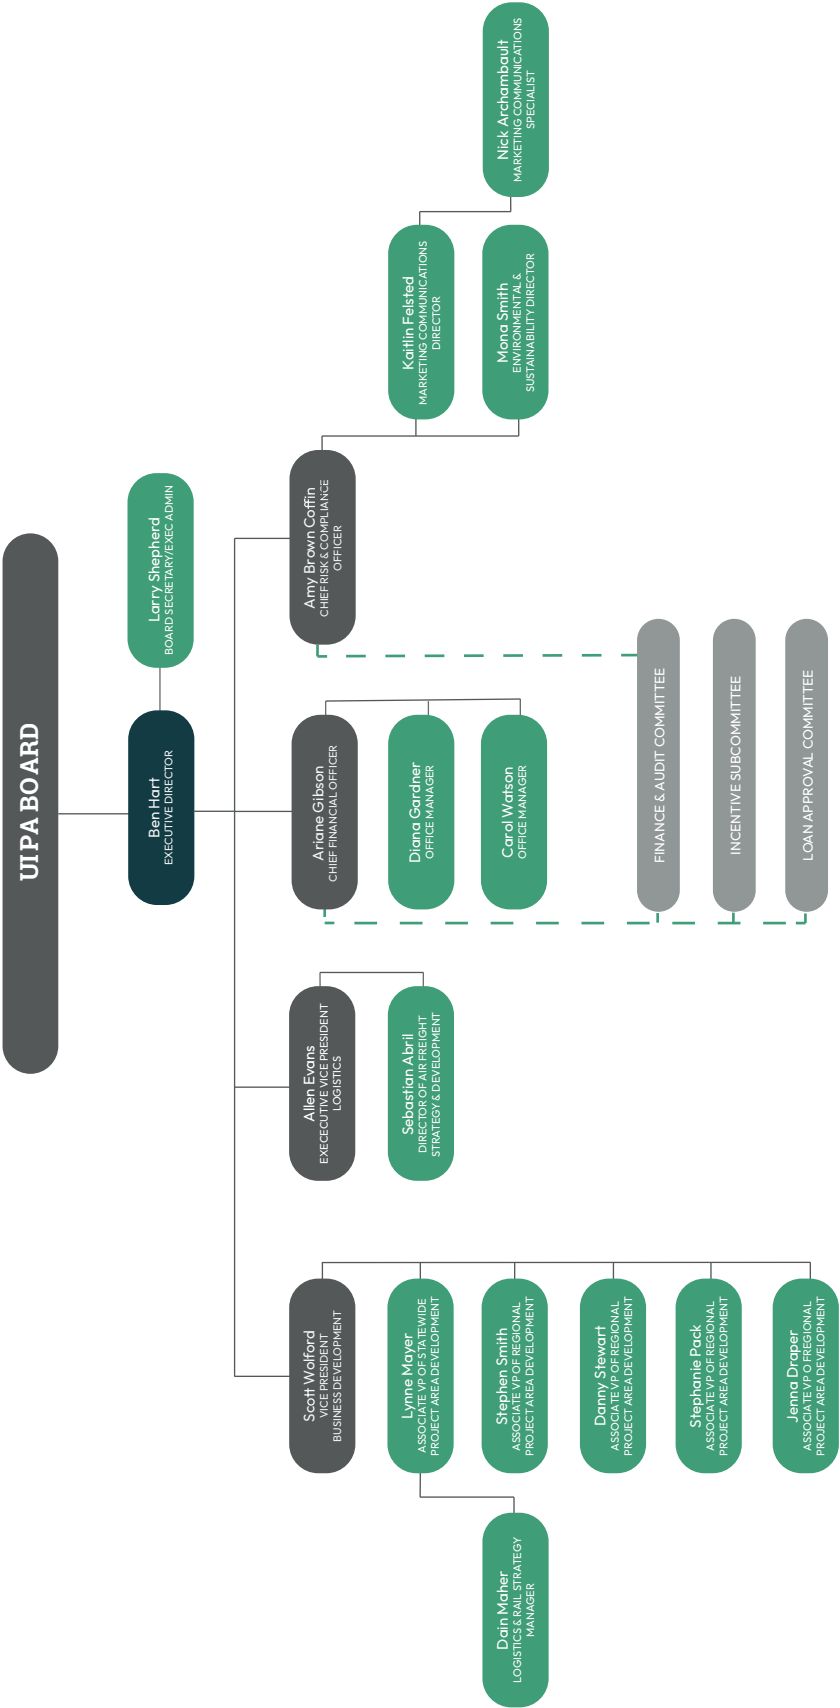 UIPA BOARD
Ben Hart
EXECUTIVE DIRECTOR
Larry Shepherd
BOARD SECRETARY/EXEC ADMIN
Scott Wolford
VICE PRESIDENT
BUSINESS DEVELOPMENT
Allen Evans
EXECECUTIVE VICE PRESIDENT
LOGISTICS
Ariane Gibson
CHIEF FINANCIAL OFFICER
Amy Brown Coffin
CHIEF RISK & COMPLIANCE
OFFICER
Lynne Mayer
ASSOCIATE VP OF STATEWIDE
PROJECT AREA DEVELOPMENT
Sebastian Abril
DIRECTOR OF AIR FREIGHT
STRATEGY & DEVELOPMENT
Diana Gardner
OFFICE MANAGER
Kaitlin Felsted
MARKETING COMMUNICATIONS
DIRECTOR
Dain Maher
LOGISTICS & RAIL STRATEGY
MANAGER
Stephen Smith
ASSOCIATE VP OF REGIONAL
PROJECT AREA DEVELOPMENT
Carol Watson
OFFICE MANAGER
Mona Smith
ENVIRONMENTAL &
SUSTAINABILITY DIRECTOR
Nick Archambault
MARKETING COMMUNICATIONS
SPECIALIST
Danny Stewart
ASSOCIATE VP OF REGIONAL
PROJECT AREA DEVELOPMENT
FINANCE & AUDIT COMMITTEE
Stephanie Pack
ASSOCIATE VP OF REGIONAL
PROJECT AREA DEVELOPMENT
INCENTIVE SUBCOMMITTEE
Jenna Draper
ASSOCIATE VP O FREGIONAL
PROJECT AREA DEVELOPMENT
LOAN APPROVAL COMMITTEE